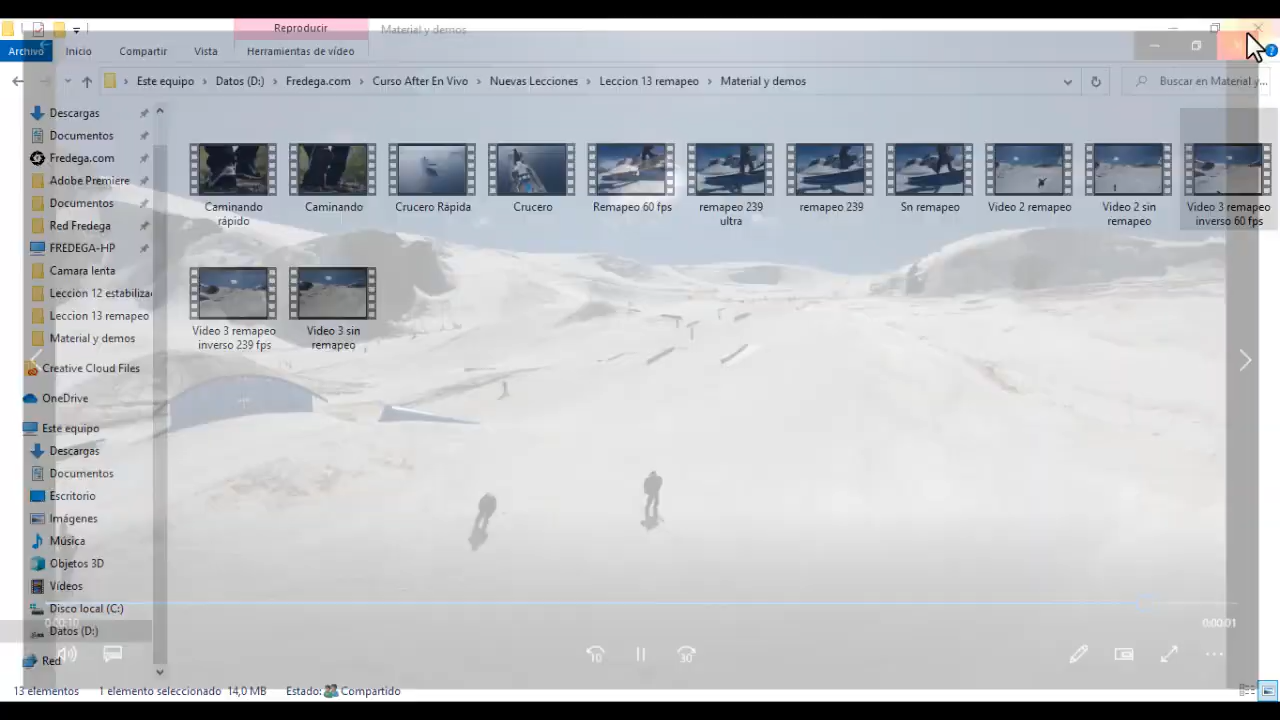 Reproducir
Material y demos
Archivo
Inicio
Compartir
Vista
Herramientas de vídeo
Este equipo > Datos (D:) > Fredega.com > Curso After En Vivo > Nuevas Lecciones > Leccion 13 remapeo > Material y demos
Buscar en Material y...
Descargas
Documentos
Fredega.com
Adobe Premiere
Documentos
Red Fredega
FREDEGA-HP
Camara lenta
Leccion 12 estabiliza
Leccion 13 remapeo
Material y demos
Creative Cloud Files
OneDrive
Este equipo
Descargas
Documentos
Escritorio
Imágenes
Música
Objetos 3D
Vídeos
Disco local (C:)
Datos (D:)
Red
Caminando rápido
Caminando
Crucero Rápida
Crucero
Remapeo 60 fps
remapeo 239 ultra
remapeo 239
Sn remapeo
Video 2 remapeo
Video 2 sin remapeo
Video 3 remapeo inverso 60 fps
Video 3 remapeo inverso 239 fps
Video 3 sin remapeo
0:00:10
0:00:01
10
30
13 elementos
1 elemento seleccionado 14,0 MB
Estado: Compartido